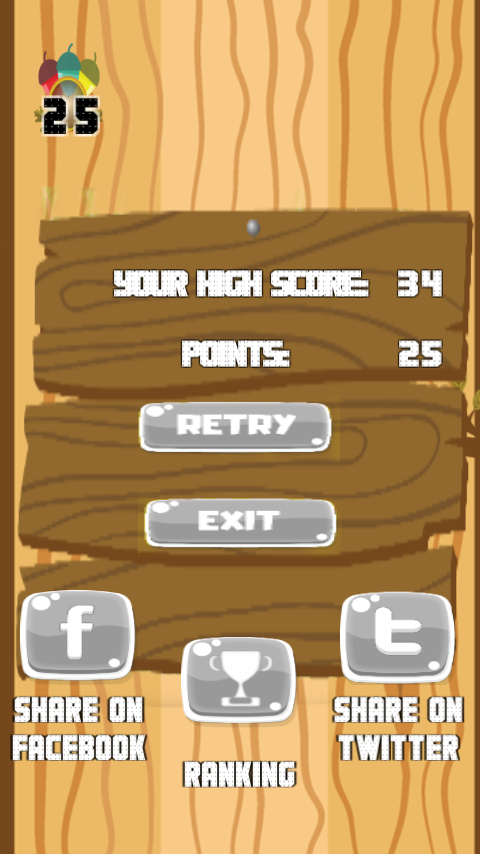 25
YOUR HIGH SCORE: 34
POINTS: 25
RETRY
EXIT
f
t
SHARE ON
FACEBOOK
SHARE ON
TWITTER
RANKING